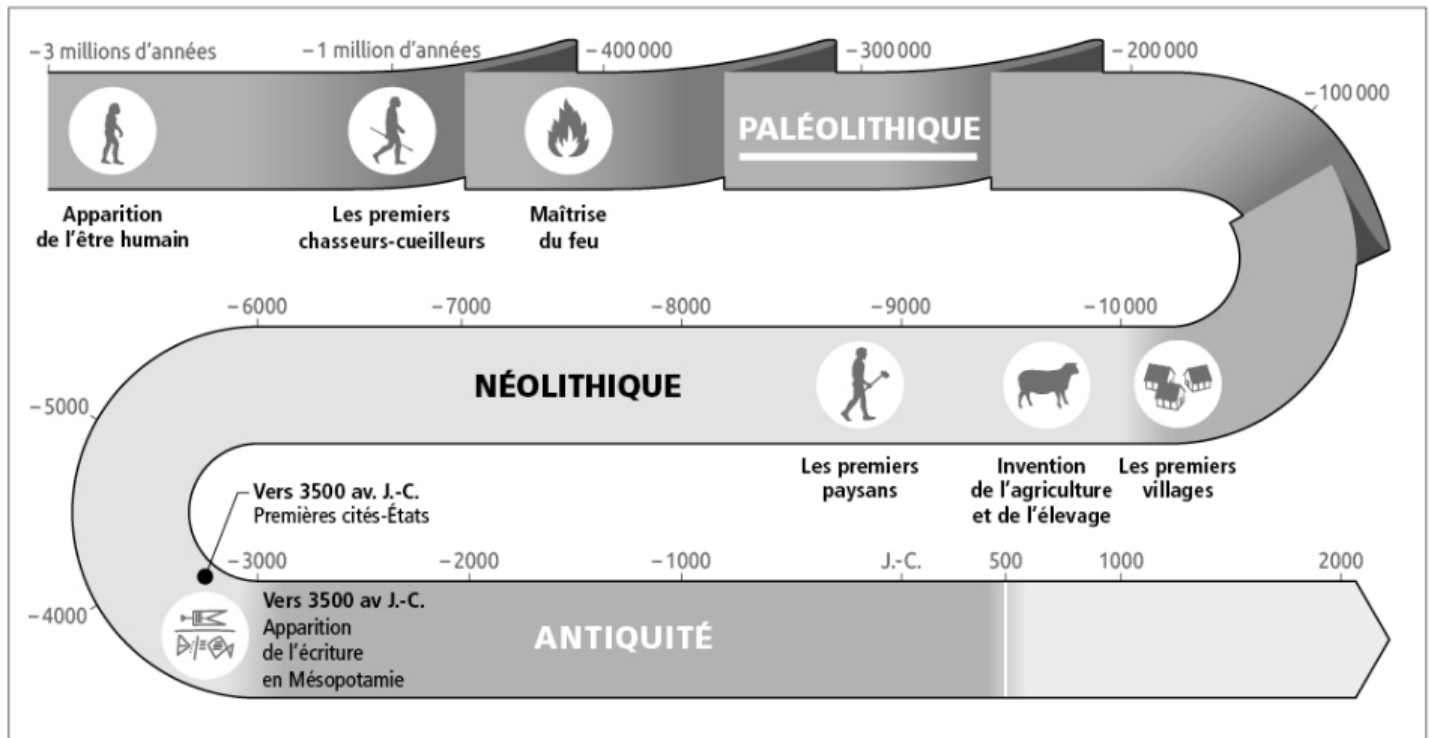 –3 millions d'années
–1 million d'années
–400 000
–300 000
–200 000
–100 000
PALÉOLITHIQUE
Apparition
de l'être humain
Les premiers
chasseurs-cueilleurs
Maîtrise
du feu
–6000
–7000
–8000
–9000
–10 000
NÉOLITHIQUE
–5000
Les premiers
paysans
Invention
de l'agriculture
et de l'élevage
Les premiers
villages
Vers 3500 av. J.-C.
Premières cités-États
–4000
–3000
–2000
–1000
J.-C.
500
1000
2000
Vers 3500 av J.-C.
Apparition
de l'écriture
en Mésopotamie
ANTIQUITÉ